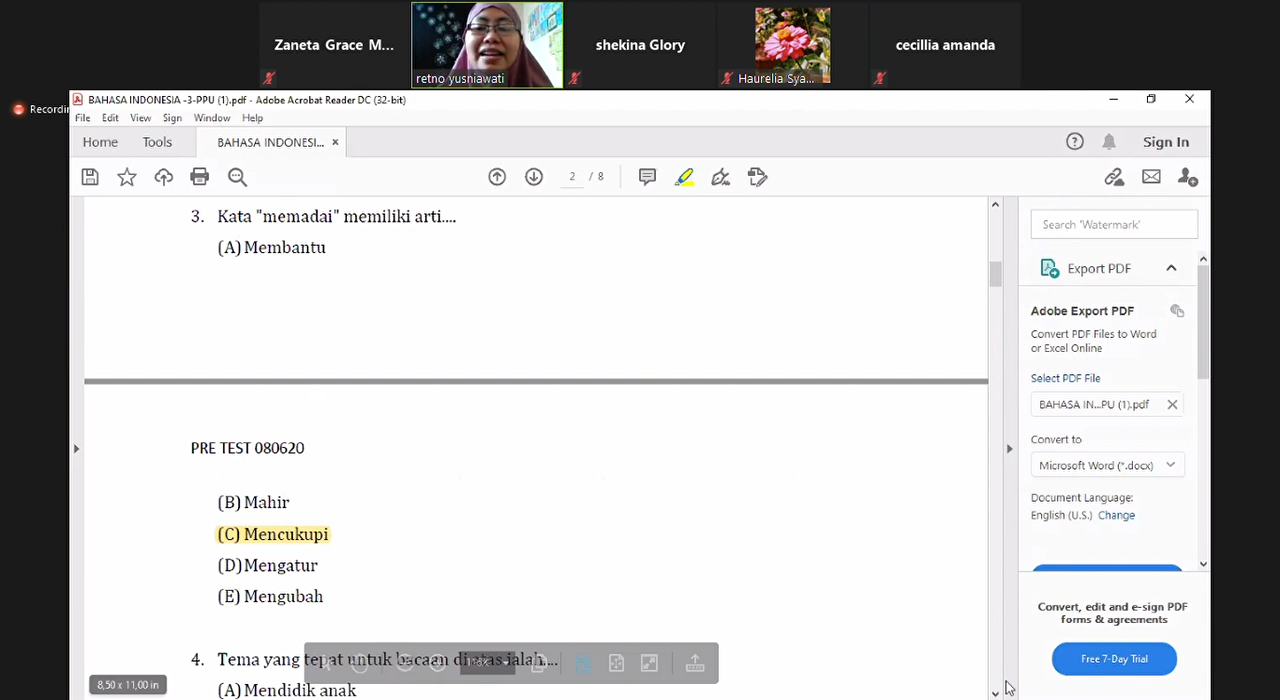 Zaneta Grace M...
retno yusniawati
shekina Glory
Haurelia Sya...
cecillia amanda
Recordin
BAHASA INDONESIA -3-PPU (1).pdf - Adobe Acrobat Reader DC (32-bit)
File Edit View Sign Window Help
Home Tools BAHASA INDONESI... × Sign In
2 / 8
3. Kata "memadai" memiliki arti....
(A) Membantu
PRE TEST 080620
(B) Mahir
(C) Mencukupi
(D) Mengatur
(E) Mengubah
4. Tema yang tepat untuk bacaan diatas ialah....
(A) Mendidik anak
8,50 x 11,00 in
Search 'Watermark'
Export PDF
Adobe Export PDF
Convert PDF Files to Word
or Excel Online
Select PDF File
BAHASA IN...PU (1).pdf
Convert to
Microsoft Word (*.docx)
Document Language:
English (U.S.) Change
Convert, edit and e-sign PDF
forms & agreements
Free 7-Day Trial